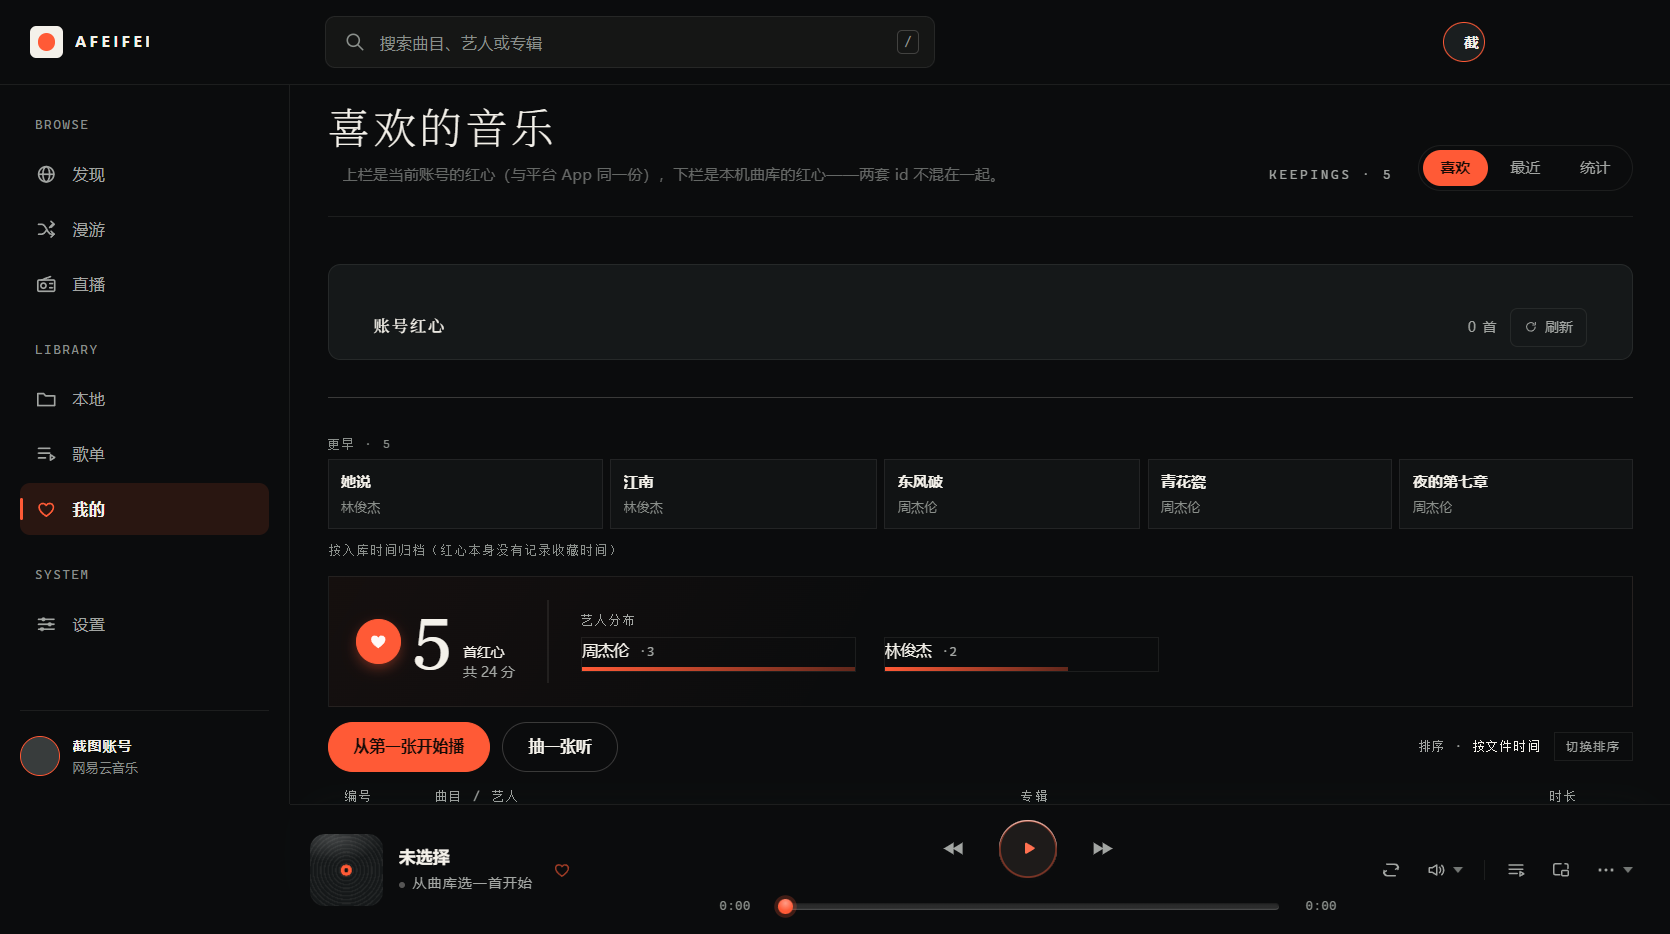 AFEIFEI
搜索曲目、艺人或专辑
/
截
BROWSE
发现
漫游
直播
LIBRARY
本地
歌单
我的
SYSTEM
设置
截图账号
网易云音乐
喜欢的音乐
上栏是当前账号的红心（与平台 App 同一份），下栏是本机曲库的红心——两套 id 不混在一起。
KEEPINGS · 5
喜欢
最近
统计
账号红心
0 首
刷新
更早 · 5
她说
林俊杰
江南
林俊杰
东风破
周杰伦
青花瓷
周杰伦
夜的第七章
周杰伦
按入库时间归档（红心本身没有记录收藏时间）
5
首红心
共 24 分
艺人分布
周杰伦 ·3
林俊杰 ·2
从第一张开始播
抽一张听
排序 · 按文件时间
切换排序
编号
曲目 / 艺人
专辑
时长
未选择
从曲库选一首开始
0:00
0:00